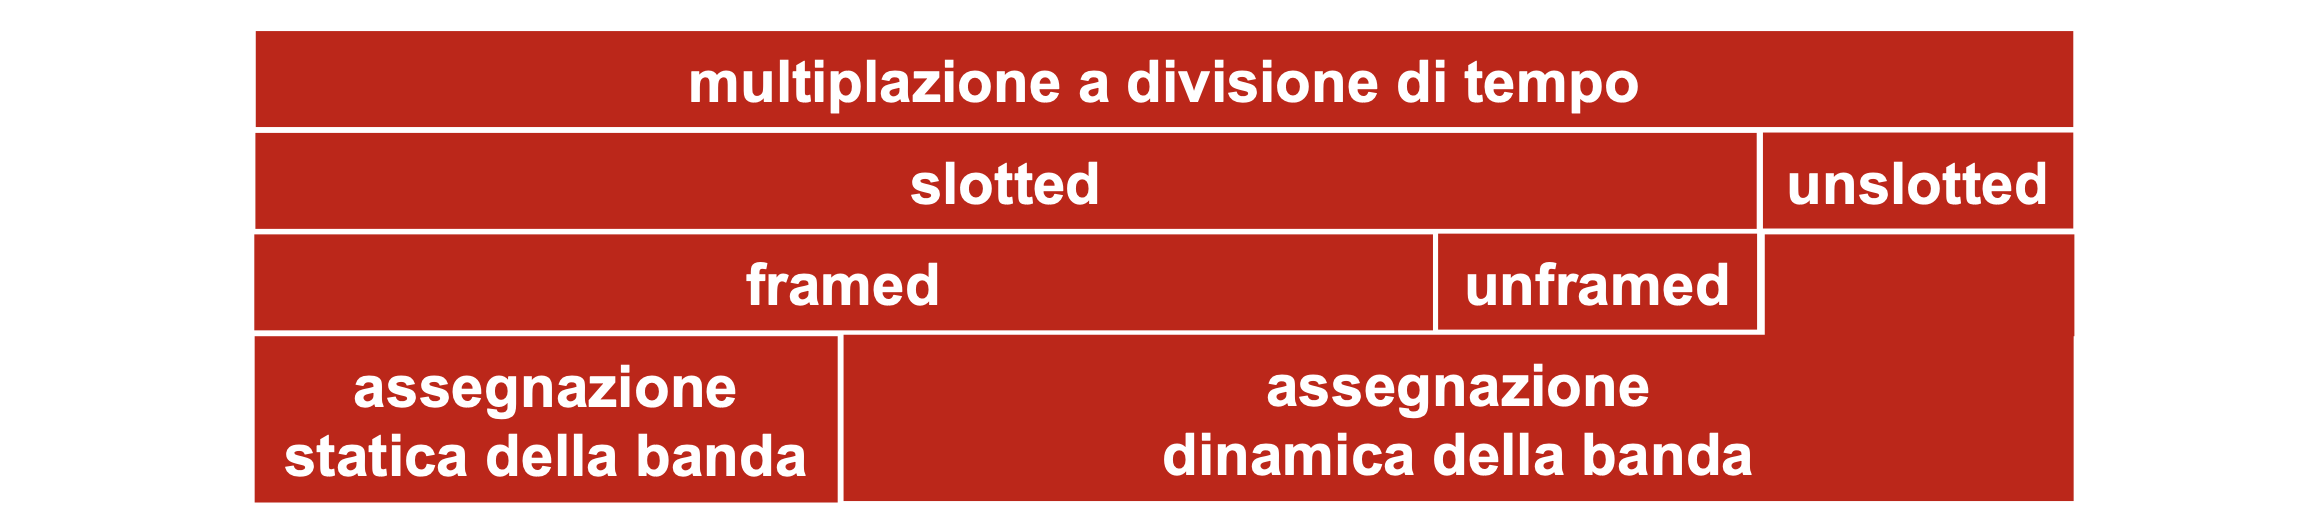 multiplazione a divisione di tempo
slotted
unslotted
framed
unframed
assegnazione
statica della banda
assegnazione
dinamica della banda